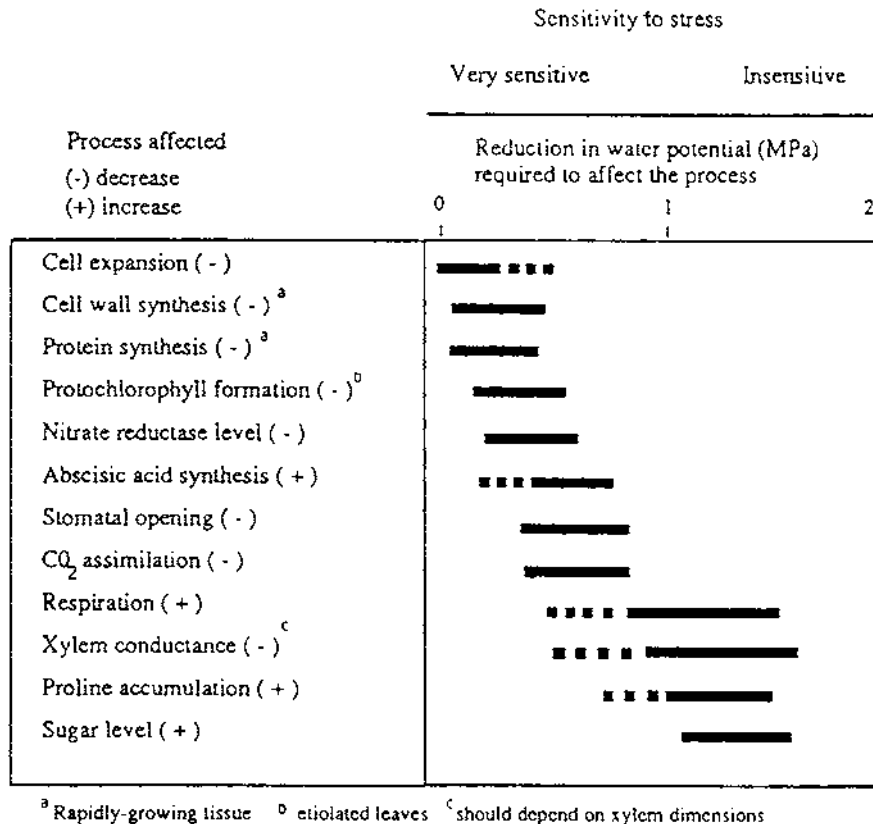 Sensitivity to stress
Very sensitive Insensitive
Process affected
(-) decrease
(+) increase
Reduction in water potential (MPa)
required to affect the process
0 1 2
Cell expansion ( - )
Cell wall synthesis ( - ) a
Protein synthesis ( - ) a
Protochlorophyll formation ( - ) b
Nitrate reductase level ( - )
Abscisic acid synthesis ( + )
Stomatal opening ( - )
CO2 assimilation ( - )
Respiration ( + )
Xylem conductance ( - ) c
Proline accumulation ( + )
Sugar level ( + )
a Rapidly-growing tissue b etiolated leaves c should depend on xylem dimensions